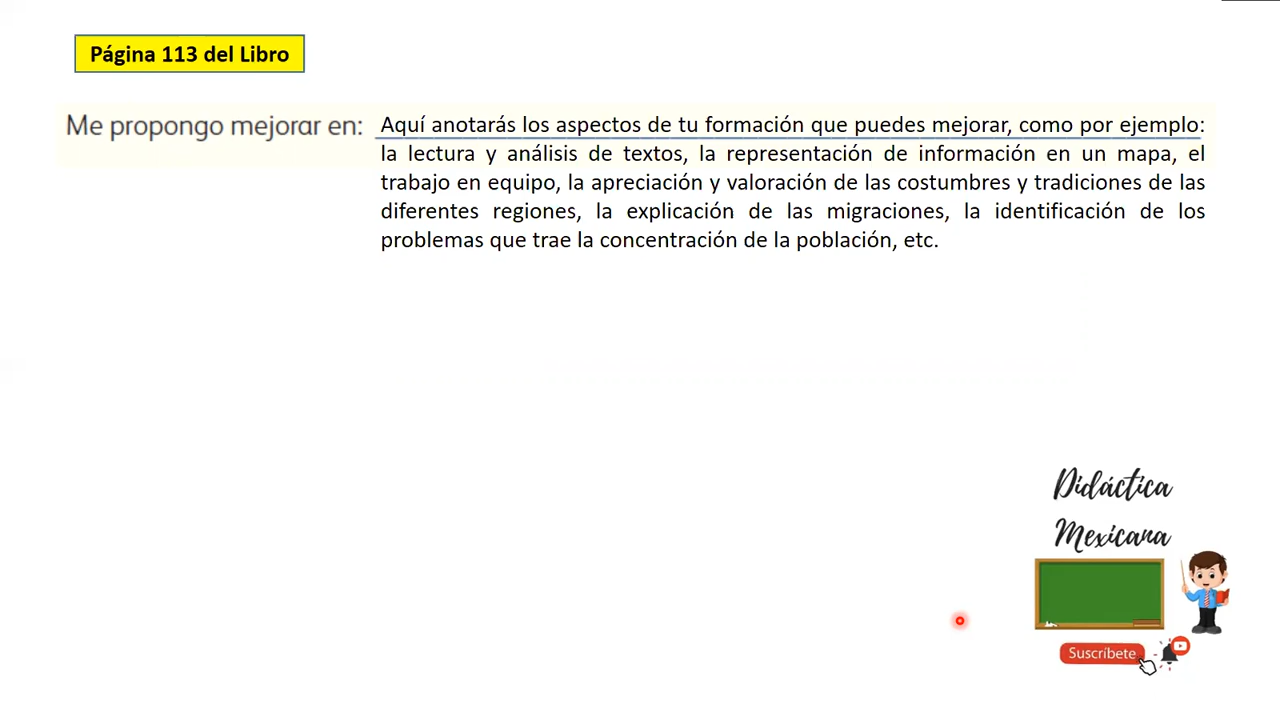 Página 113 del Libro
Me propongo mejorar en: Aquí anotarás los aspectos de tu formación que puedes mejorar, como por ejemplo:
la lectura y análisis de textos, la representación de información en un mapa, el
trabajo en equipo, la apreciación y valoración de las costumbres y tradiciones de las
diferentes regiones, la explicación de las migraciones, la identificación de los
problemas que trae la concentración de la población, etc.
Didáctica
Mexicana
Suscríbete